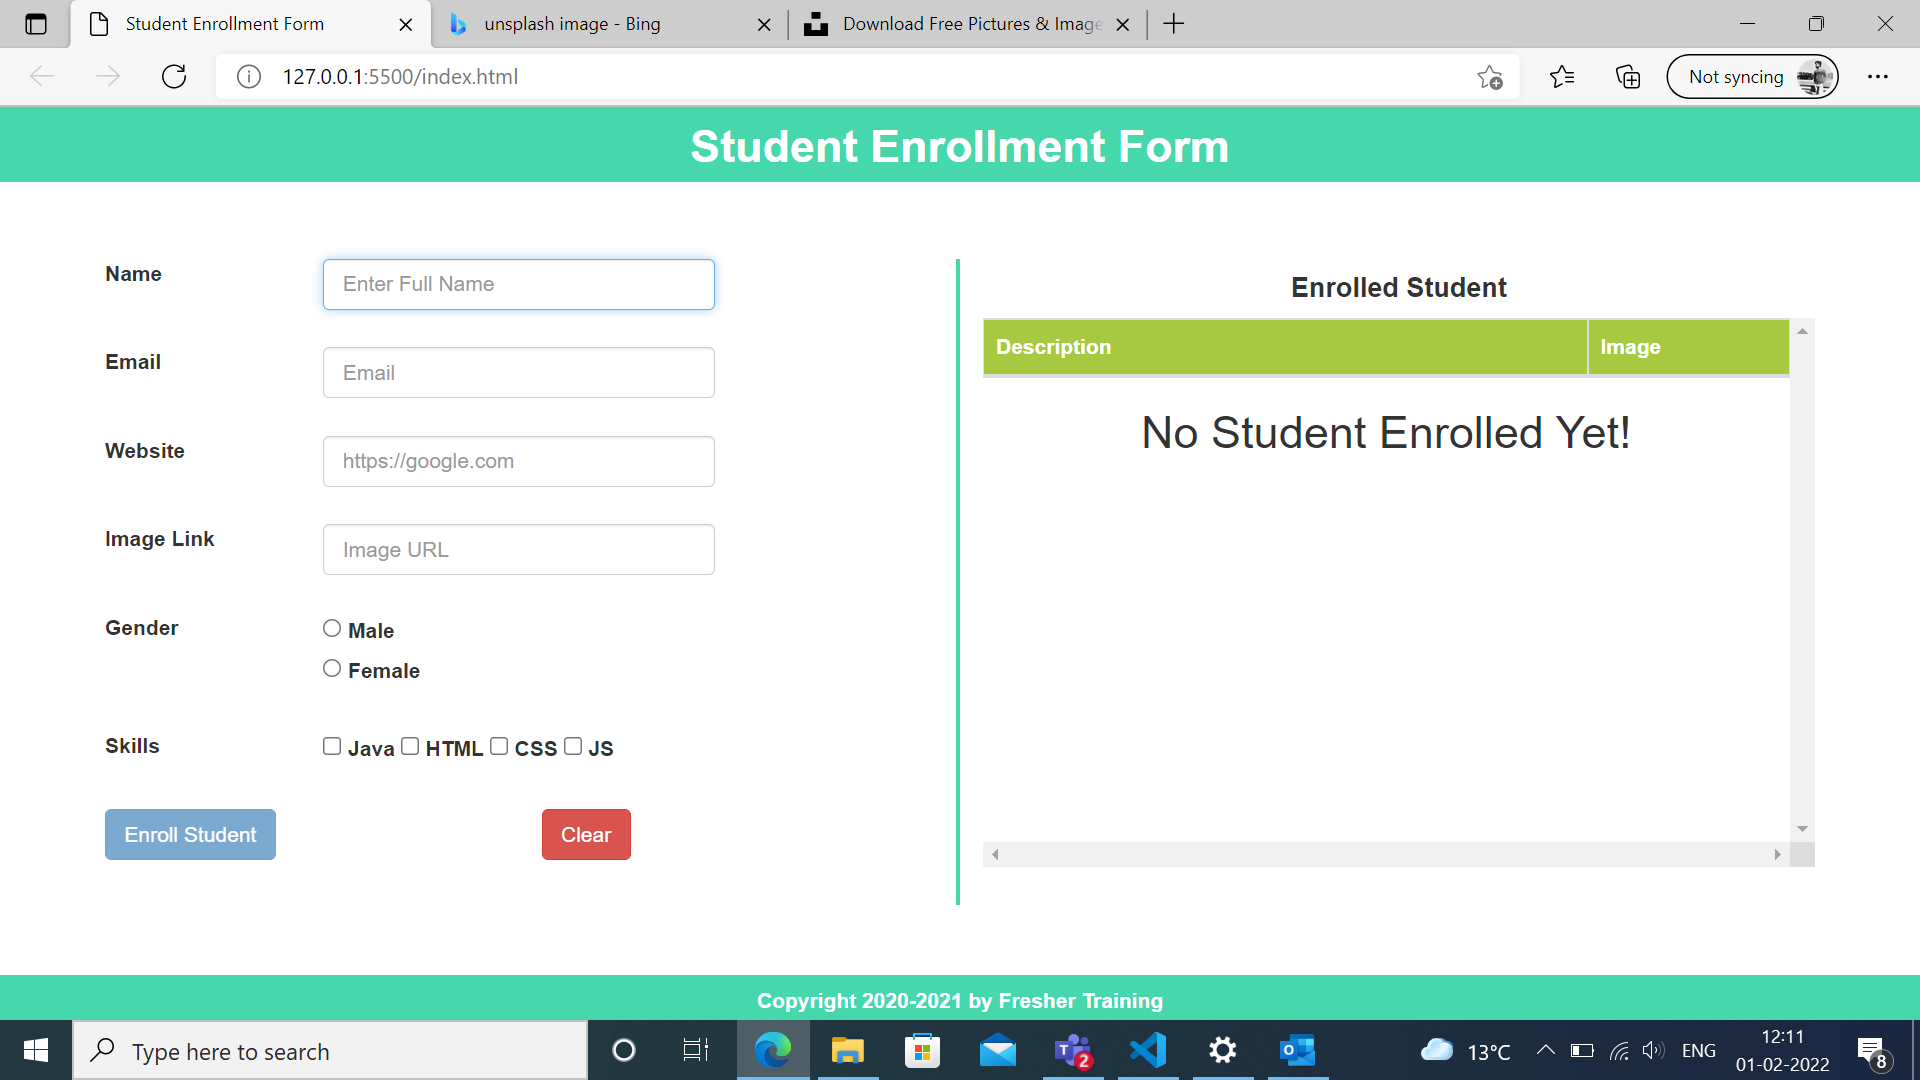 Student Enrollment Form
unsplash image - Bing
Download Free Pictures & Image
127.0.0.1:5500/index.html
Not syncing
Student Enrollment Form
Name
Enter Full Name
Email
Email
Website
https://google.com
Image Link
Image URL
Gender
Male
Female
Skills
Java HTML CSS JS
Enroll Student
Clear
Enrolled Student
Description Image
No Student Enrolled Yet!
Copyright 2020-2021 by Fresher Training
Type here to search
T
2
O
13°C
ENG
12:11
01-02-2022
8